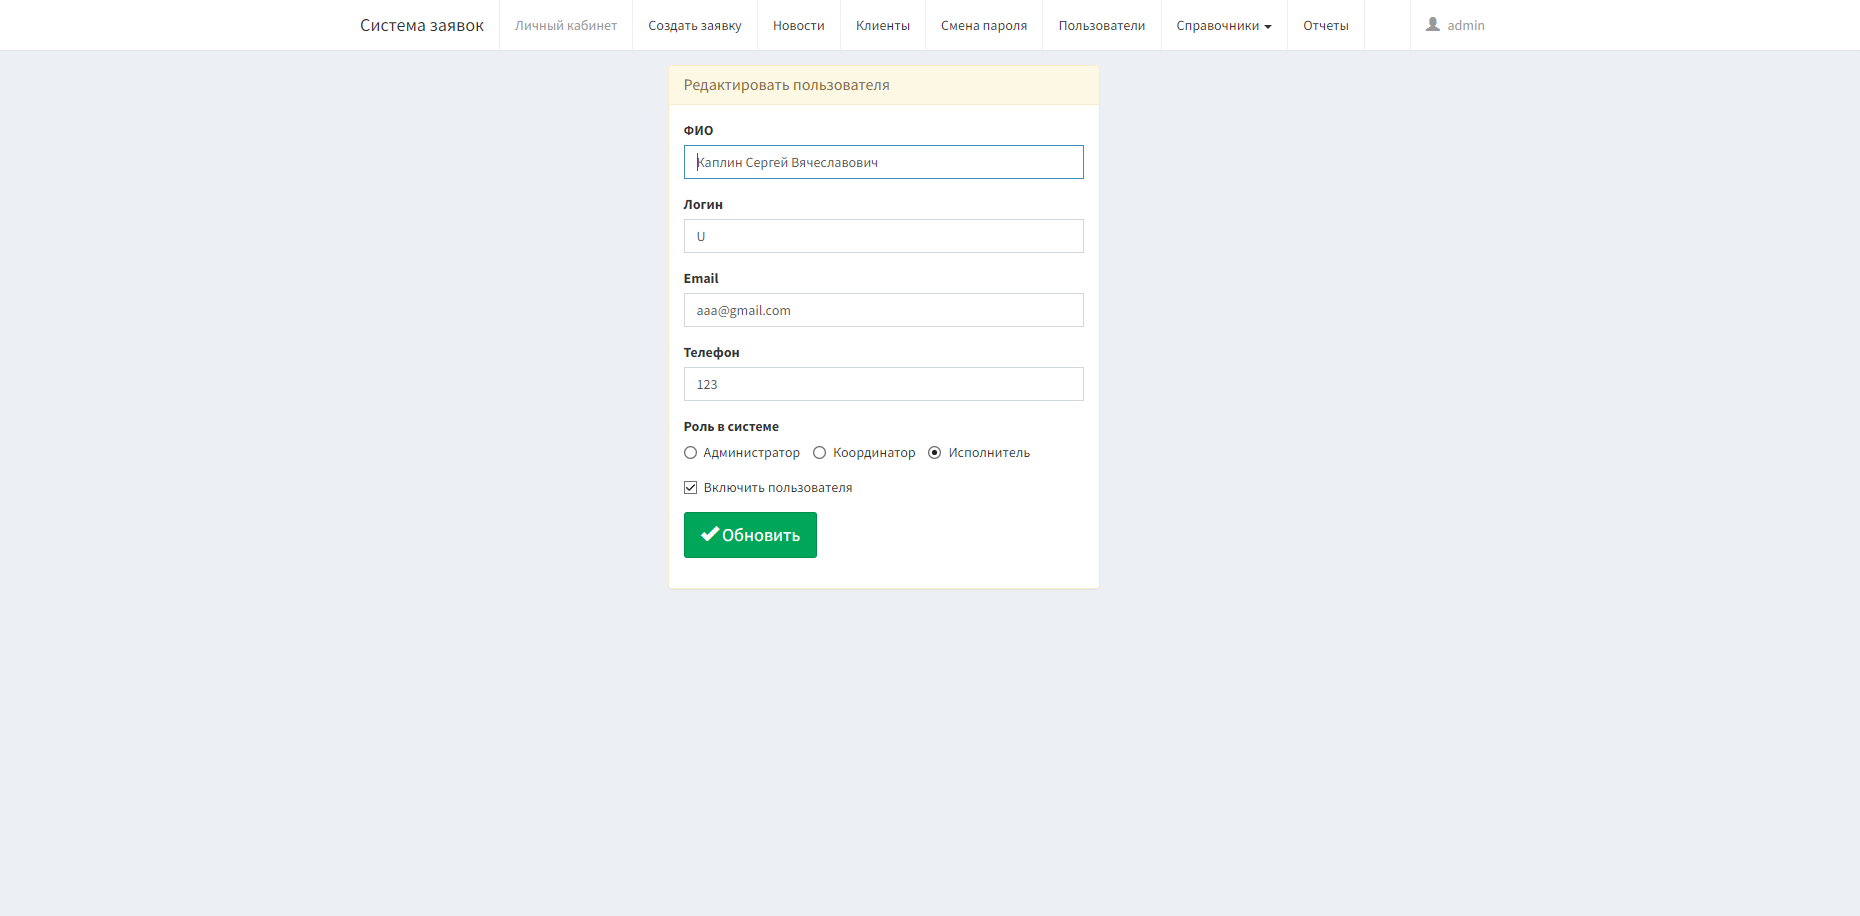 Система заявок Личный кабинет Создать заявку Новости Клиенты Смена пароля Пользователи Справочники Отчеты admin
Редактировать пользователя
ФИО
Каплин Сергей Вячеславович
Логин
U
Email
aaa@gmail.com
Телефон
123
Роль в системе
Администратор Координатор Исполнитель
Включить пользователя
Обновить